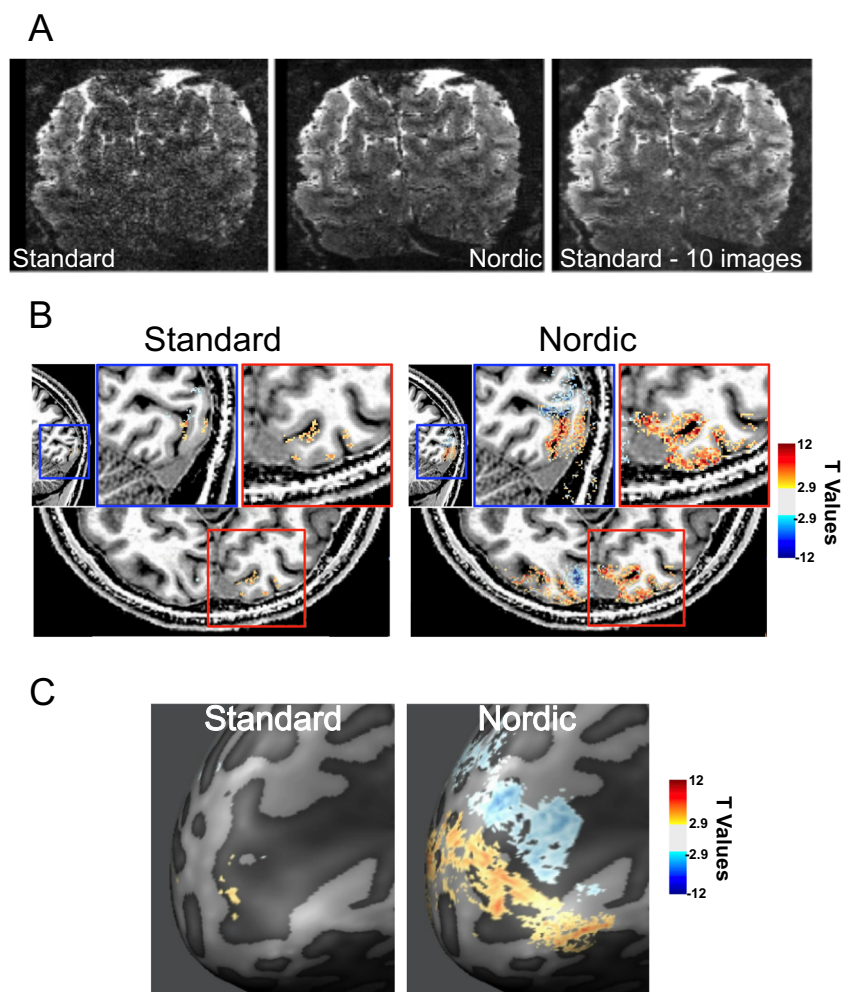 A
Standard
Nordic
Standard - 10 images
B
Standard
Nordic
12
2.9
-2.9
-12
T Values
C
Standard
Nordic
12
2.9
-2.9
-12
T Values